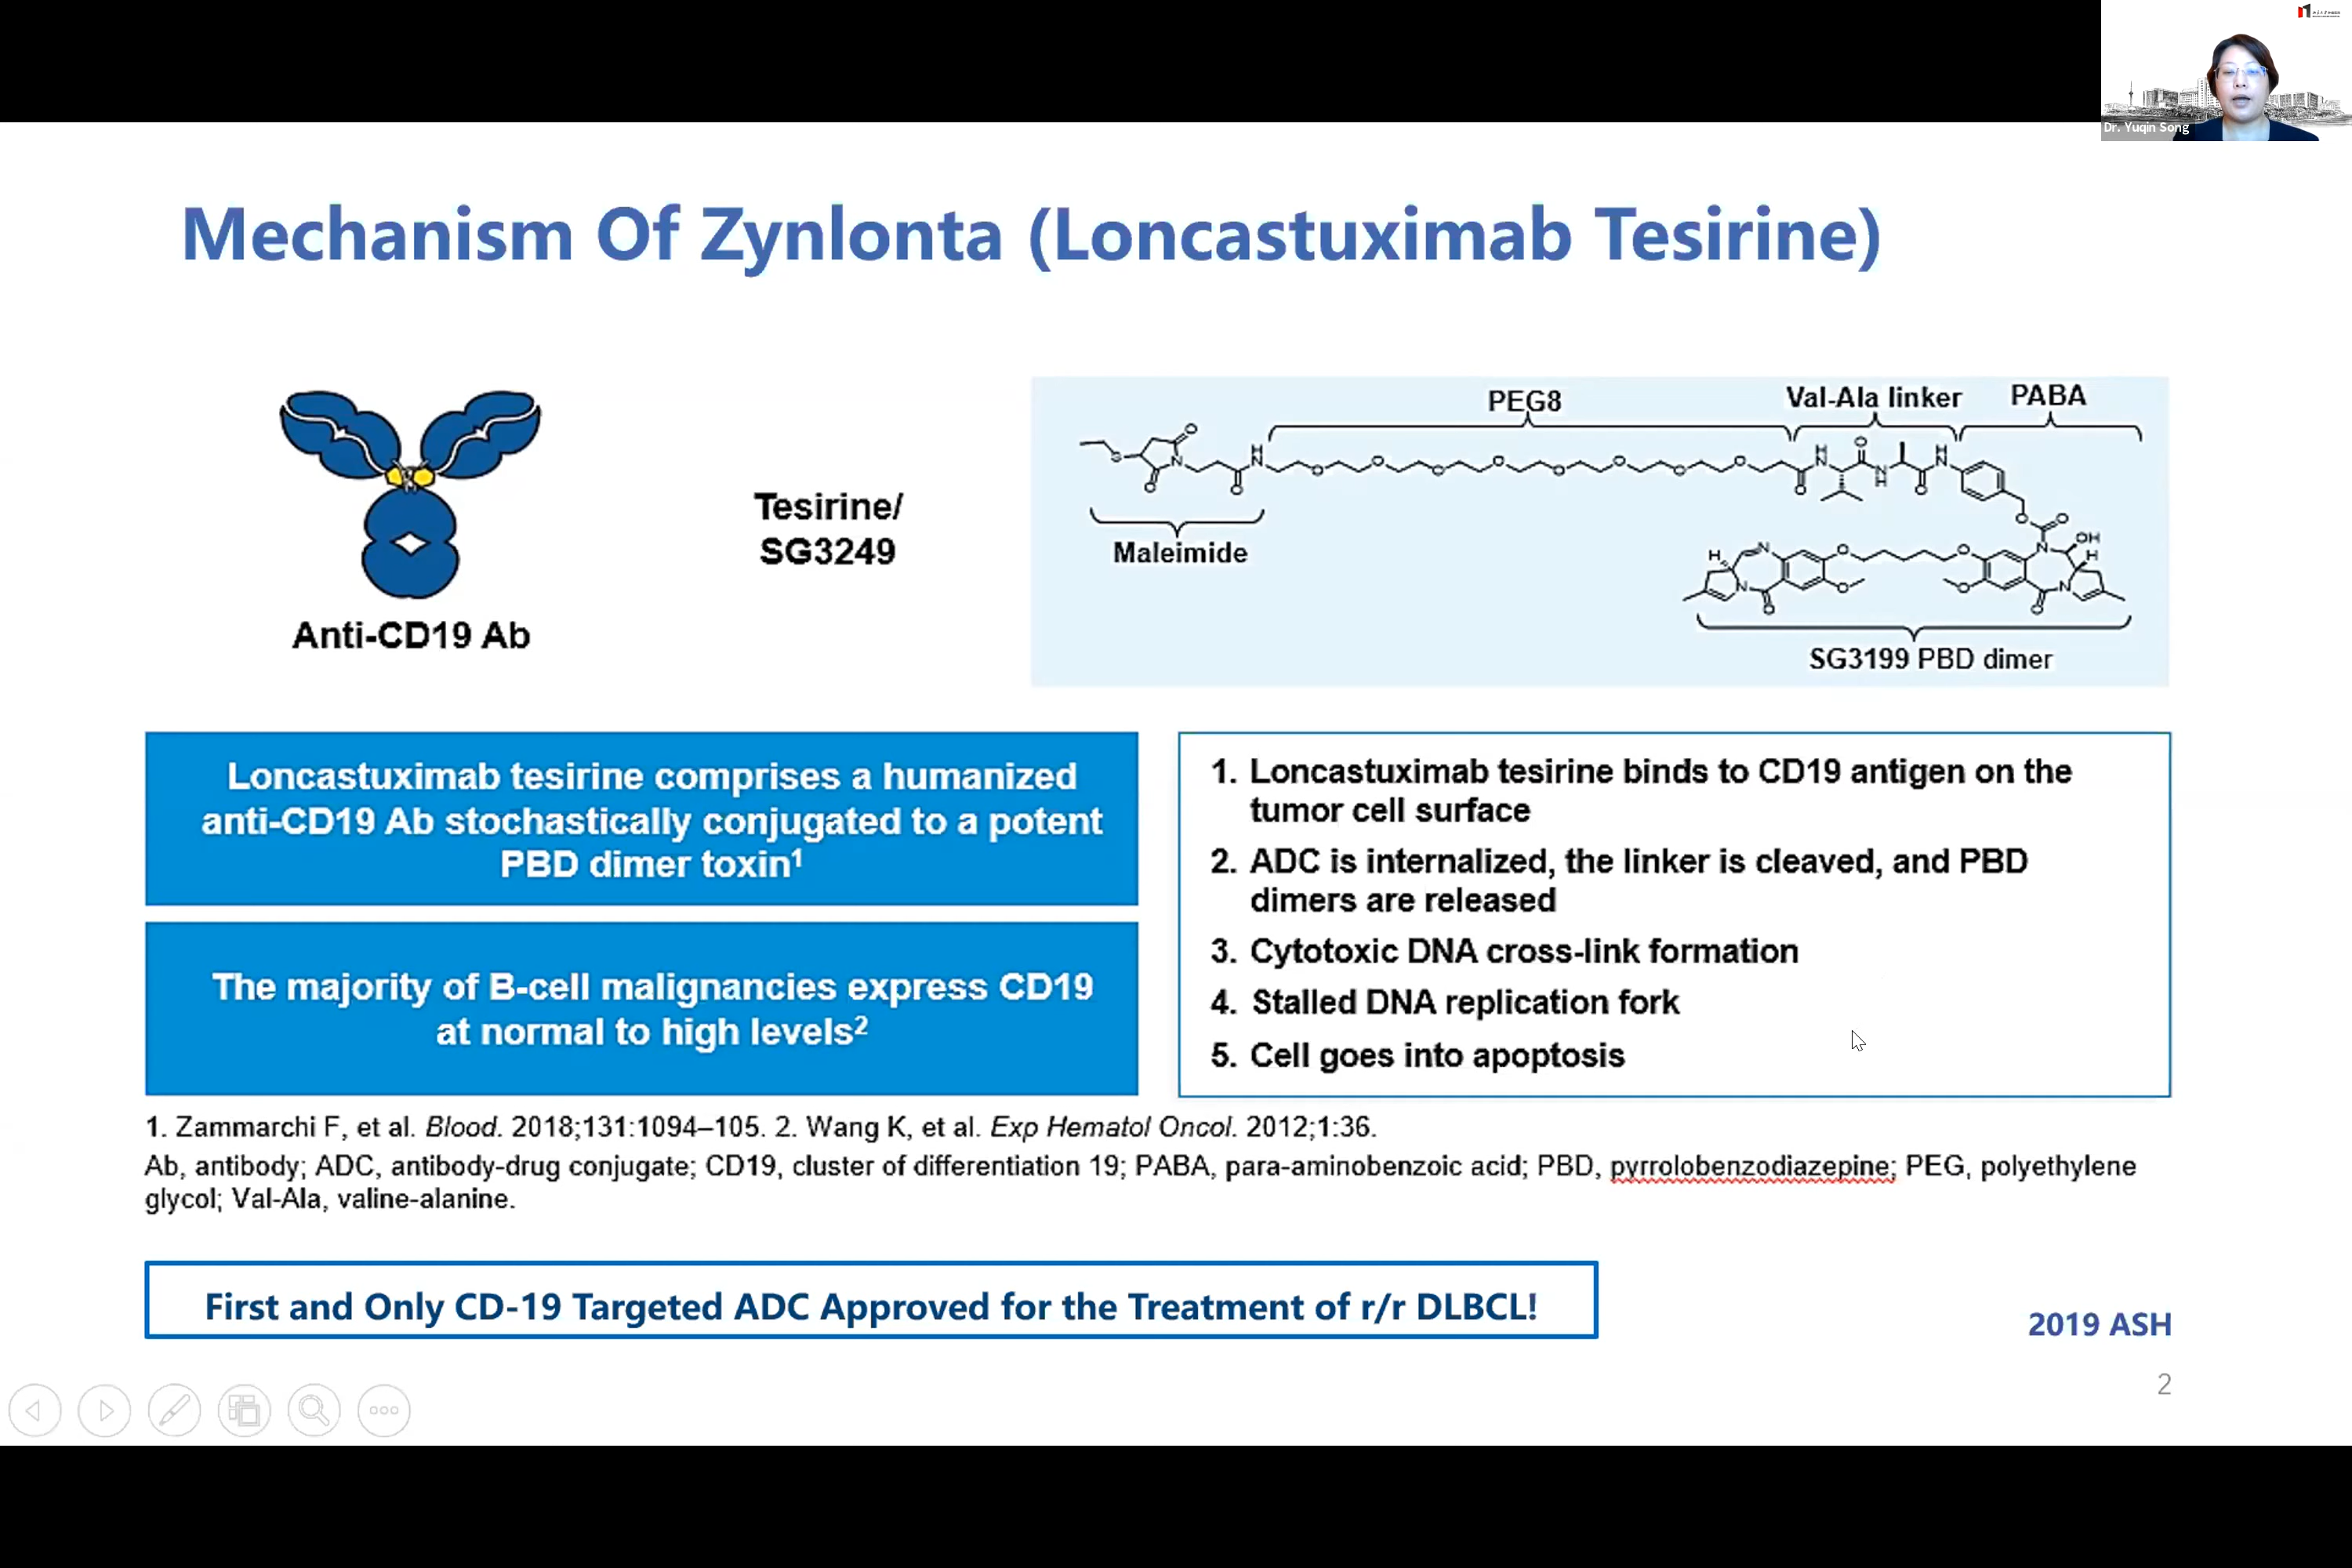 Dr. Yuqin Song
Mechanism Of Zynlonta (Loncastuximab Tesirine)
Anti-CD19 Ab
Tesirine/
SG3249
PEG8
Val-Ala linker
PABA
Maleimide
SG3199 PBD dimer
Loncastuximab tesirine comprises a humanized
anti-CD19 Ab stochastically conjugated to a potent
PBD dimer toxin¹
The majority of B-cell malignancies express CD19
at normal to high levels²
1. Loncastuximab tesirine binds to CD19 antigen on the
tumor cell surface
2. ADC is internalized, the linker is cleaved, and PBD
dimers are released
3. Cytotoxic DNA cross-link formation
4. Stalled DNA replication fork
5. Cell goes into apoptosis
1. Zammarchi F, et al. Blood. 2018;131:1094–105. 2. Wang K, et al. Exp Hematol Oncol. 2012;1:36.
Ab, antibody; ADC, antibody-drug conjugate; CD19, cluster of differentiation 19; PABA, para-aminobenzoic acid; PBD, pyrrolobenzodiazepine; PEG, polyethylene
glycol; Val-Ala, valine-alanine.
First and Only CD-19 Targeted ADC Approved for the Treatment of r/r DLBCL!
2019 ASH
2